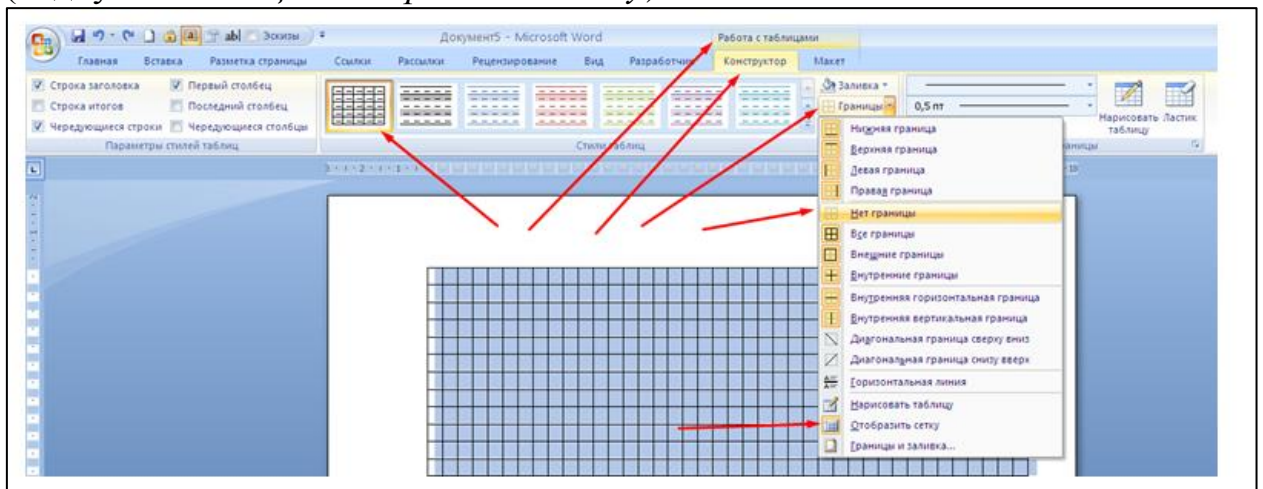 Эскизы
Документ5 - Microsoft Word
Работа с таблицами
Главная Вставка Разметка страницы Ссылки Рассылки Рецензирование Вид Разработчик Конструктор Макет
Строка заголовка Первый столбец
Строка итогов Последний столбец
Чередующиеся строки Чередующиеся столбцы
Параметры стилей таблиц
Стили таблиц
Заливка
Границы
0,5 пт
Нарисовать таблицу
Ластик
Нижняя граница
Верхняя граница
Левая граница
Правая граница
Нет границы
Все границы
Внешние границы
Внутренние границы
Внутренняя горизонтальная граница
Внутренняя вертикальная граница
Диагональная граница сверху вниз
Диагональная граница снизу вверх
Горизонтальная линия
Нарисовать таблицу
Отобразить сетку
Границы и заливка...